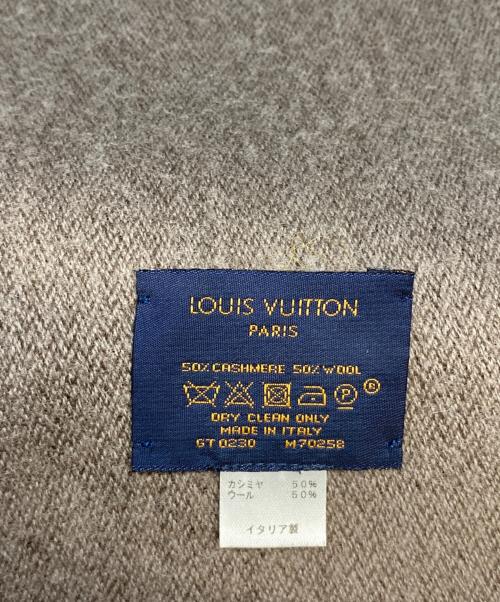 LOUIS VUITTON
PARIS
50% CASHMERE 50% WOOL
P ®
DRY CLEAN ONLY
MADE IN ITALY
GT 0230 M70258
カシミヤ 50%
ウール 50%
イタリア製